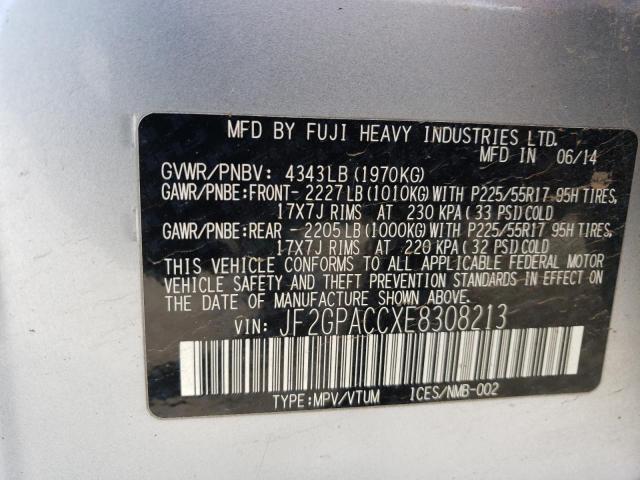 MFD BY FUJI HEAVY INDUSTRIES LTD.
MFD IN 06/14
GVWR/PNBV: 4343LB (1970KG)
GAWR/PNBE:FRONT- 2227LB(1010KG)WITH P225/55R17 95H TIRES,
17X7J RIMS AT 230 KPA(33 PSI)COLD
GAWR/PNBE:REAR - 2205LB(1000KG)WITH P225/55R17 95H TIRES,
17X7J RIMS AT 220 KPA(32 PSI)COLD
THIS VEHICLE CONFORMS TO ALL APPLICABLE FEDERAL MOTOR
VEHICLE SAFETY AND THEFT PREVENTION STANDARDS IN EFFECT ON
THE DATE OF MANUFACTURE SHOWN ABOVE.
VIN: JF2GPACCXE8308213
TYPE:MPV/VTUM ICES/NMB-002